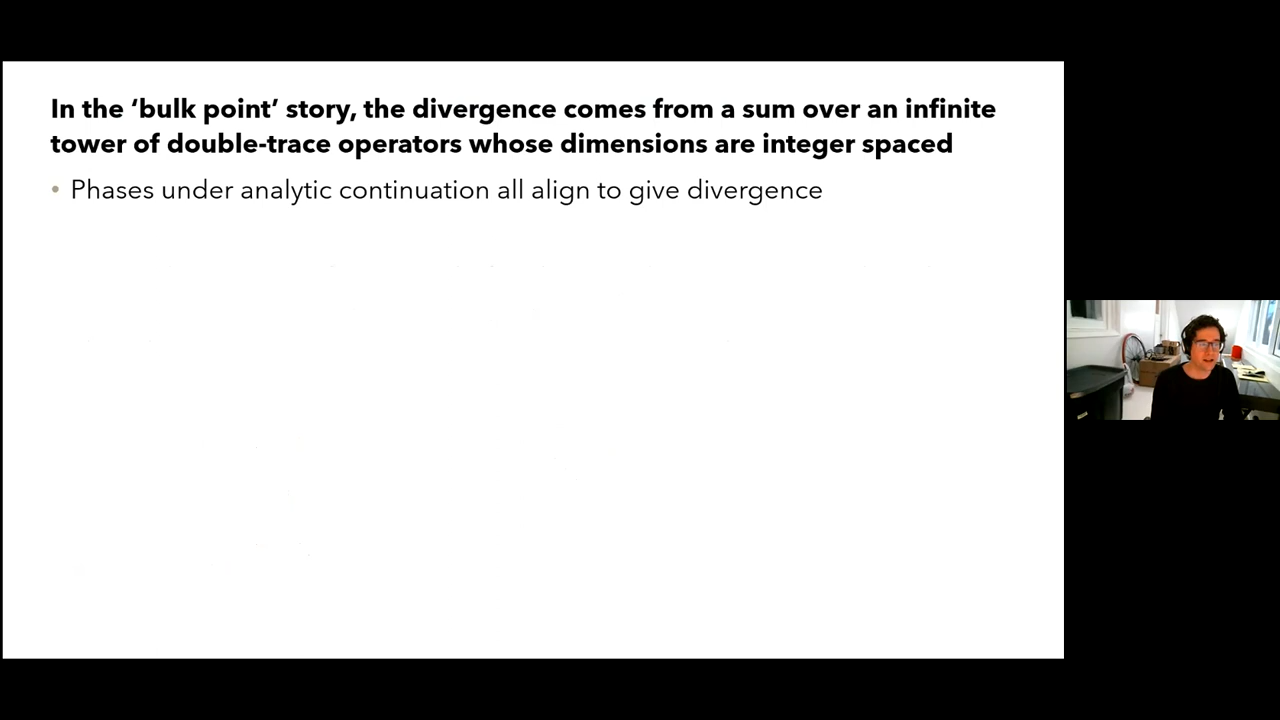 In the ‘bulk point’ story, the divergence comes from a sum over an infinite
tower of double-trace operators whose dimensions are integer spaced
• Phases under analytic continuation all align to give divergence